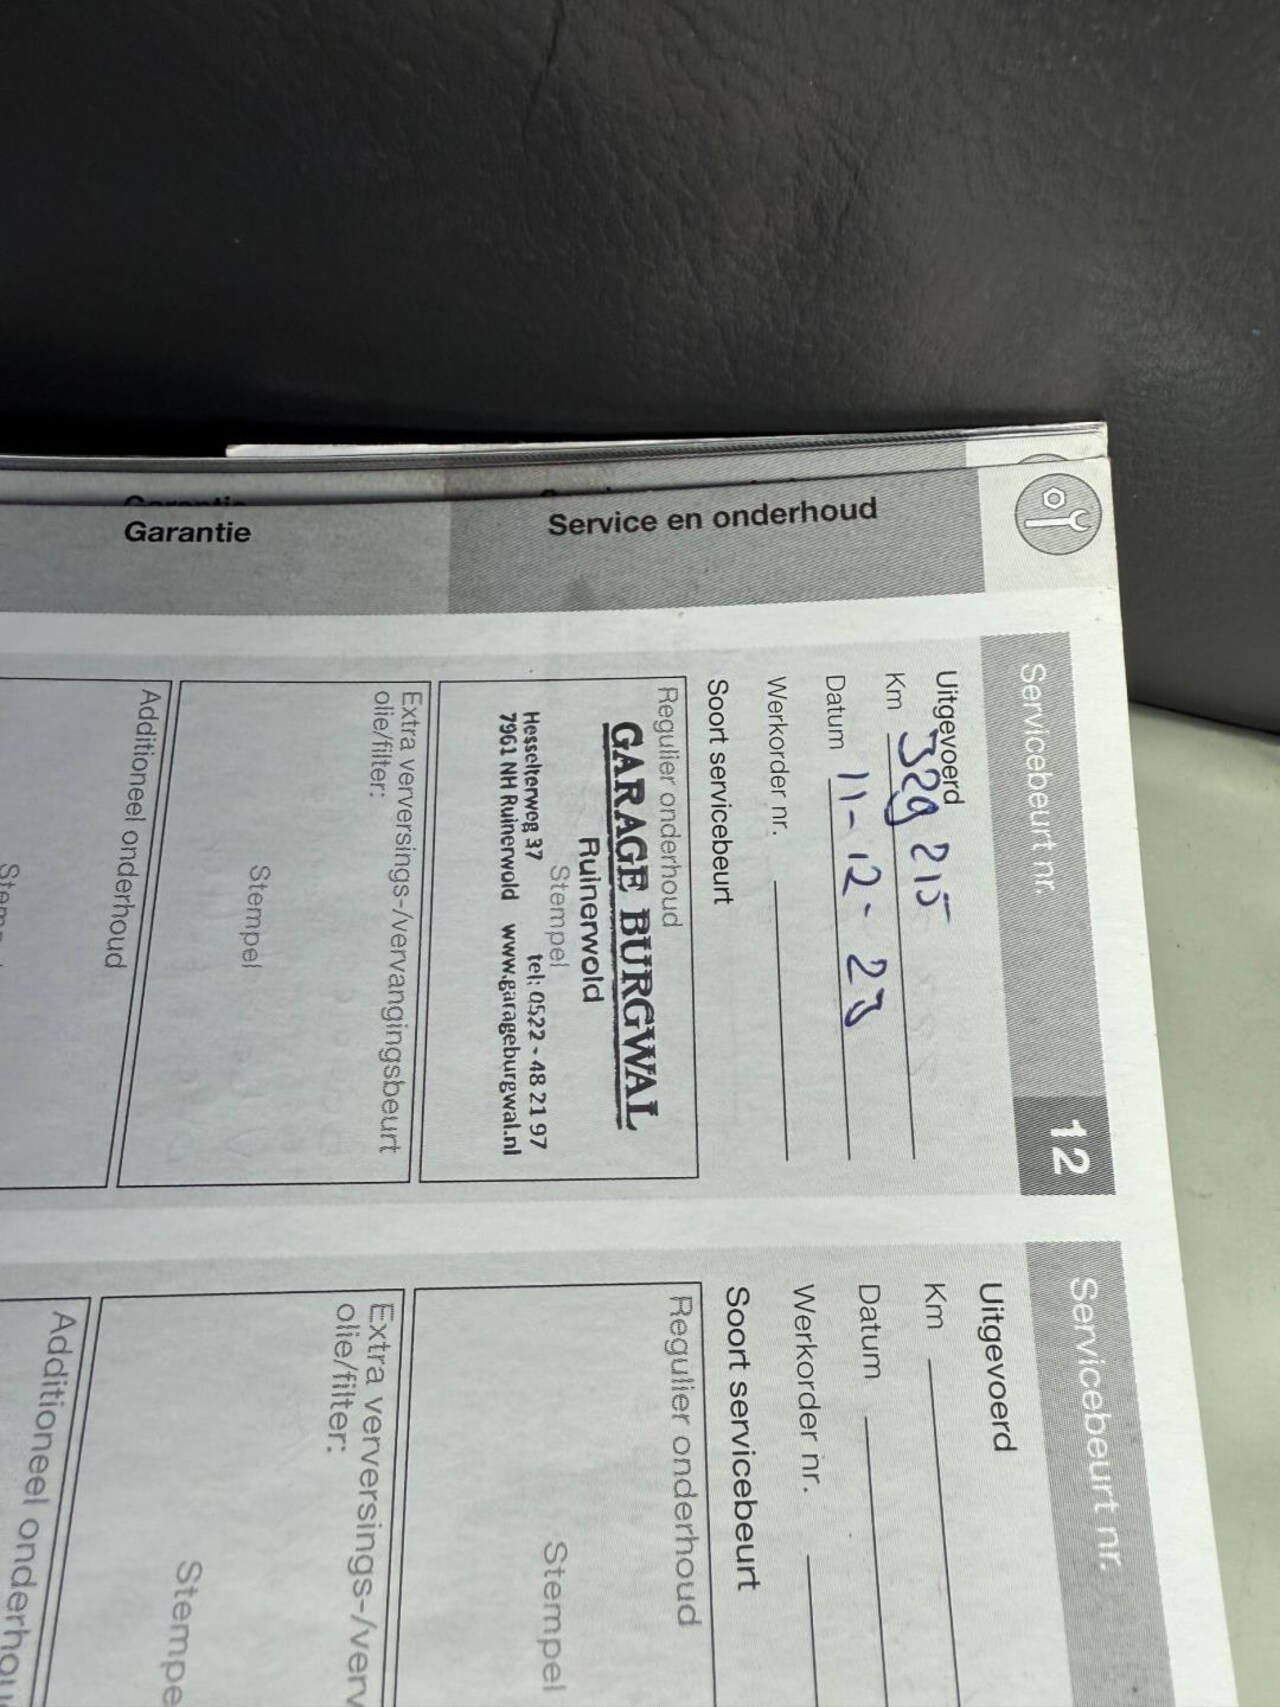 Garantie
Service en onderhoud
Servicebeurt nr. 12
Uitgevoerd
Km 329 215
Datum 11-12-23
Werkorder nr.
Soort servicebeurt
Regulier onderhoud
GARAGE BURGWAL
Ruinerwold
Stempel
Hesselterweg 37 tel: 0522 - 48 21 97
7961 NH Ruinerwold www.garageburgwal.nl
Extra verversings-/vervangingsbeurt
olie/filter:
Stempel
Additioneel onderhoud
Servicebeurt nr.
Uitgevoerd
Km
Datum
Werkorder nr.
Soort servicebeurt
Regulier onderhoud
Stempel
Extra verversings-/verv
olie/filter:
Stempe
Additioneel onderhou